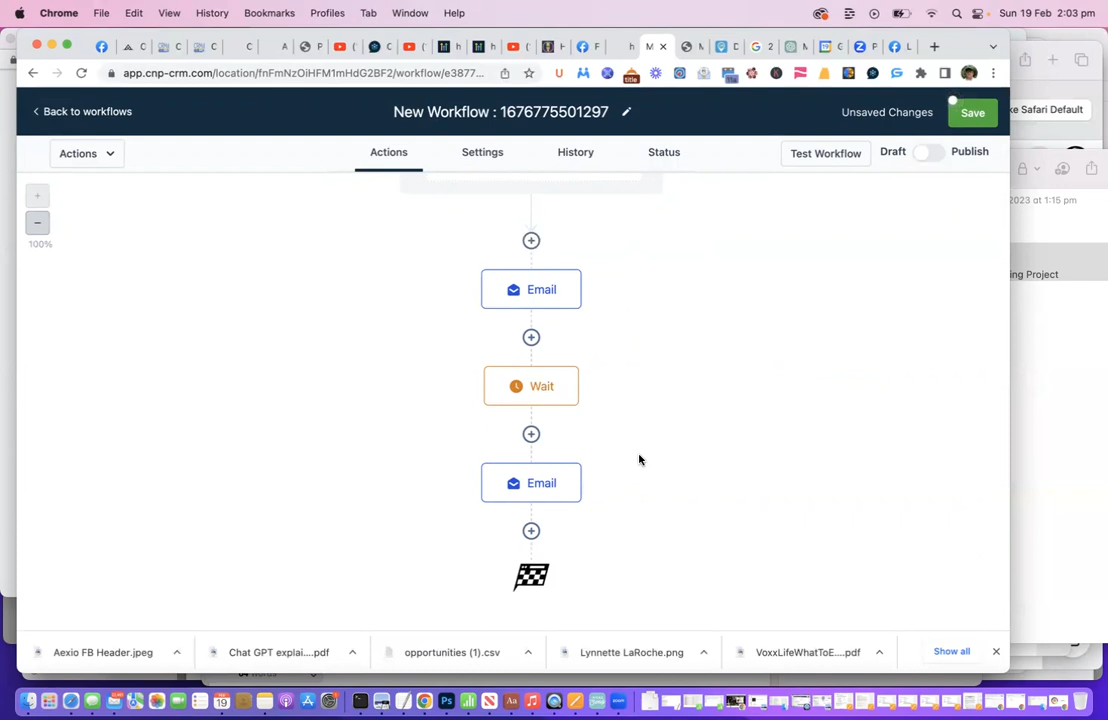 Chrome File Edit View History Bookmarks Profiles Tab Window Help
Sun 19 Feb 2:03 pm
app.cnp-crm.com/location/fnFmNzOiHFM1mHdG2BF2/workflow/e3877...
ke Safari Default
Back to workflows
New Workflow : 1676775501297
Unsaved Changes
Save
Actions
Actions
Settings
History
Status
Test Workflow
Draft
Publish
2023 at 1:15 pm
100%
ing Project
Email
Wait
Email
Aexio FB Header.jpeg
Chat GPT explai....pdf
opportunities (1).csv
Lynnette LaRoche.png
VoxxLifeWhatToE....pdf
Show all